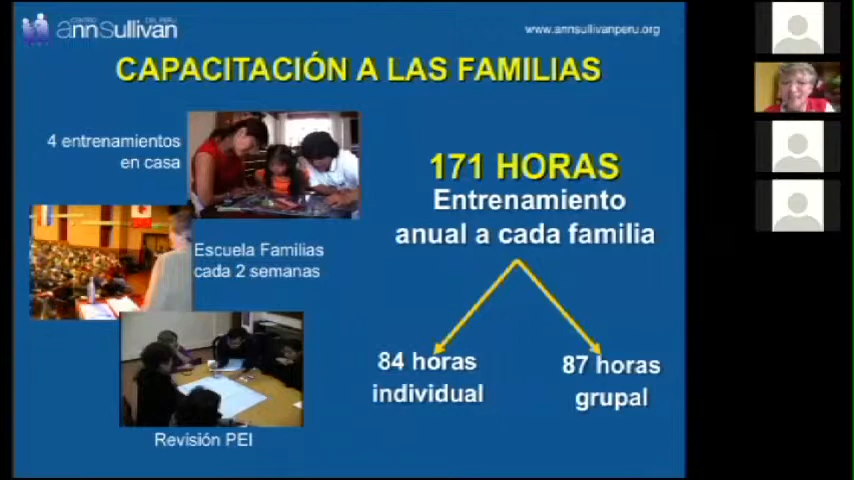 CENTRO DEL PERÚ
annsullivan
www.annsullivanperu.org
CAPACITACIÓN A LAS FAMILIAS
4 entrenamientos
en casa
171 HORAS
Entrenamiento
anual a cada familia
Escuela Familias
cada 2 semanas
84 horas
individual
87 horas
grupal
Revisión PEI